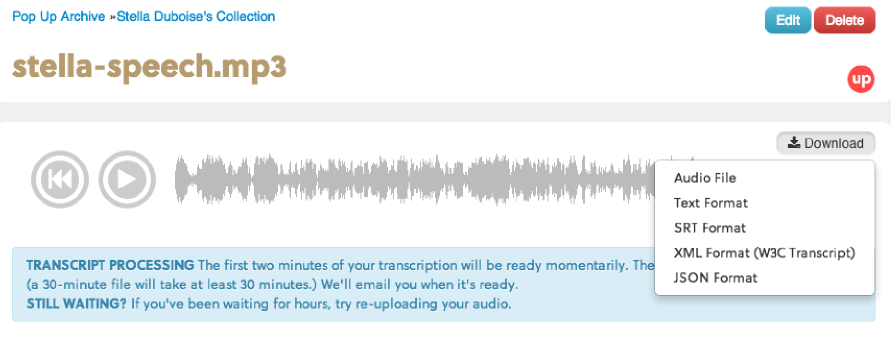 Pop Up Archive »Stella Duboise's Collection
Edit
Delete
stella-speech.mp3
up
Download
Audio File
Text Format
SRT Format
XML Format (W3C Transcript)
JSON Format
TRANSCRIPT PROCESSING The first two minutes of your transcription will be ready momentarily. The
(a 30-minute file will take at least 30 minutes.) We'll email you when it's ready.
STILL WAITING? If you've been waiting for hours, try re-uploading your audio.